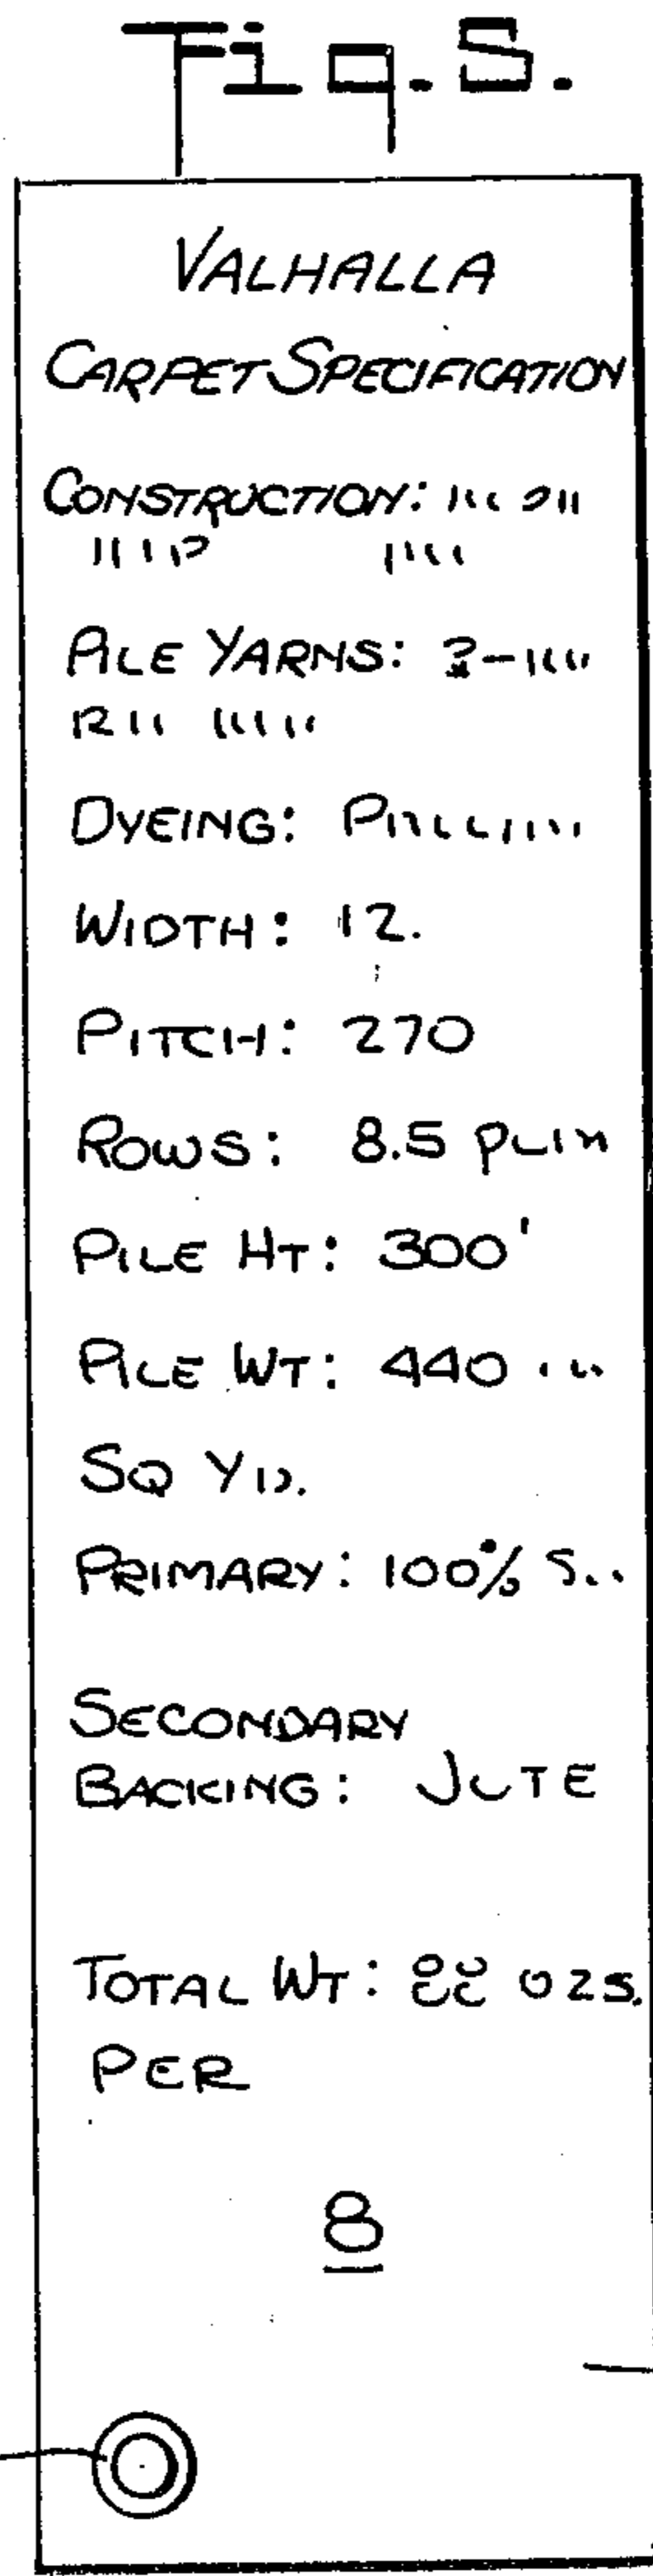 Fig. 5.
VALHALLA
CARPET SPECIFICATION
CONSTRUCTION:
PILE YARNS:
DYEING:
WIDTH: 12.
PITCH: 270
ROWS: 8.5
PILE HT: 300'
PILE WT: 440
SQ YD.
PRIMARY: 100%
SECONDARY
BACKING: JUTE
TOTAL WT: OZS.
PER
8